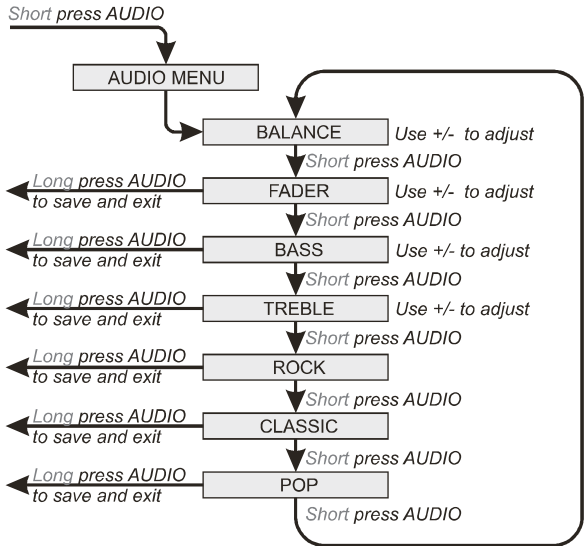 Short press AUDIO
AUDIO MENU
BALANCE Use +/- to adjust
Short press AUDIO
Long press AUDIO
to save and exit
FADER Use +/- to adjust
Short press AUDIO
Long press AUDIO
to save and exit
BASS Use +/- to adjust
Short press AUDIO
Long press AUDIO
to save and exit
TREBLE Use +/- to adjust
Short press AUDIO
Long press AUDIO
to save and exit
ROCK
Short press AUDIO
Long press AUDIO
to save and exit
CLASSIC
Short press AUDIO
Long press AUDIO
to save and exit
POP
Short press AUDIO